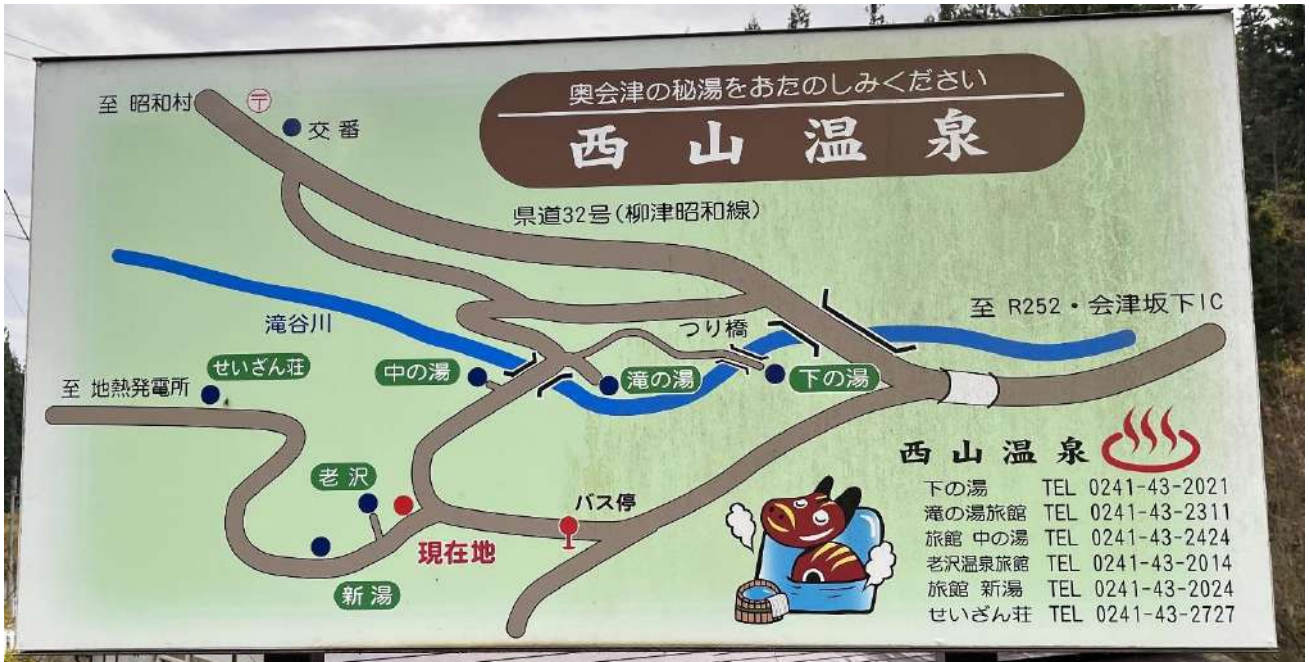 奥会津の秘湯をおたのしみください
西山温泉
至 昭和村
〒
交番
県道32号(柳津昭和線)
至 R252・会津坂下IC
滝谷川
つり橋
せいざん荘
中の湯
滝の湯
下の湯
至 地熱発電所
老沢
バス停
現在地
新湯
西山温泉
下の湯 TEL 0241-43-2021
滝の湯旅館 TEL 0241-43-2311
旅館 中の湯 TEL 0241-43-2424
老沢温泉旅館 TEL 0241-43-2014
旅館 新湯 TEL 0241-43-2024
せいざん荘 TEL 0241-43-2727